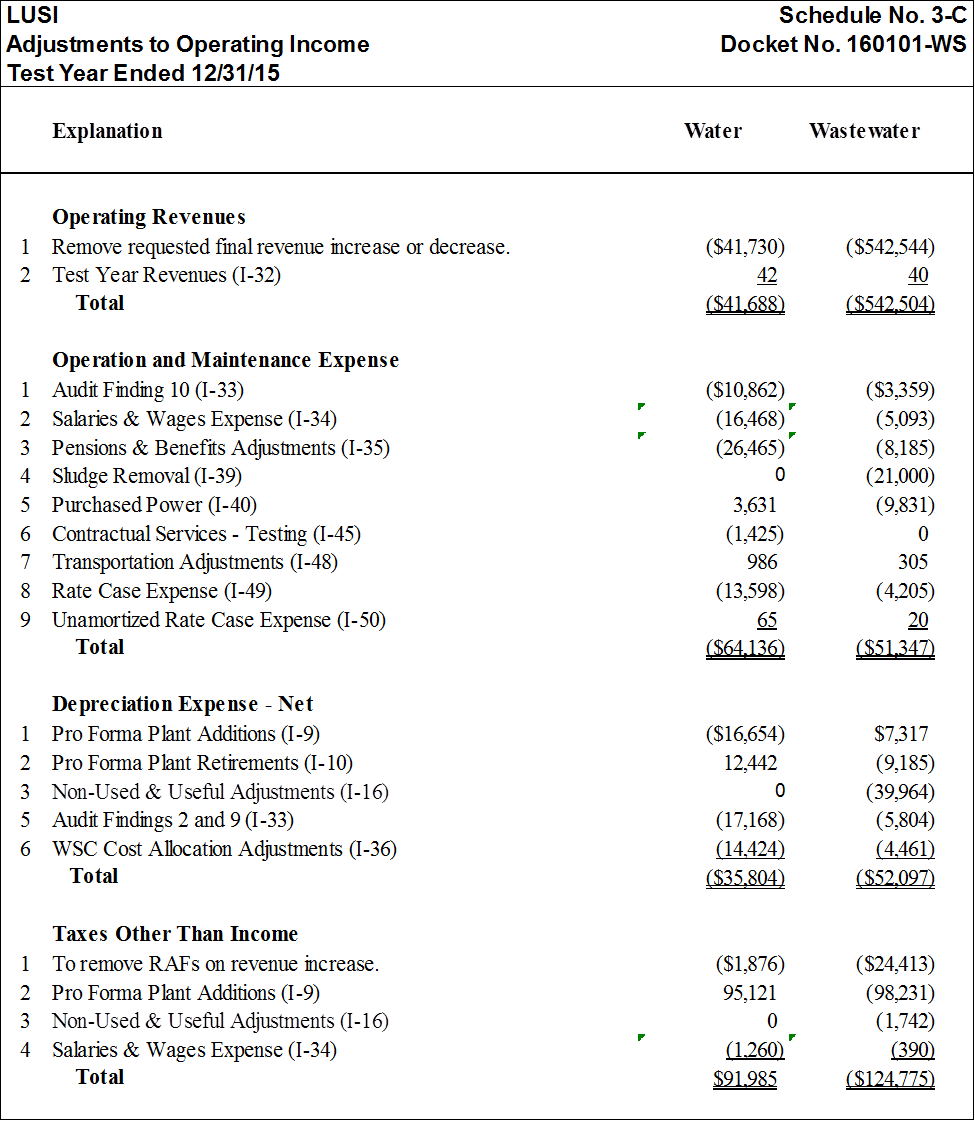 LUSI Schedule No. 3-C
Adjustments to Operating Income Docket No. 160101-WS
Test Year Ended 12/31/15
Explanation Water Wastewater
Operating Revenues
1 Remove requested final revenue increase or decrease. ($41,730) ($542,544)
2 Test Year Revenues (I-32) 42 40
Total ($41,688) ($542,504)
Operation and Maintenance Expense
1 Audit Finding 10 (I-33) ($10,862) ($3,359)
2 Salaries & Wages Expense (I-34) (16,468) (5,093)
3 Pensions & Benefits Adjustments (I-35) (26,465) (8,185)
4 Sludge Removal (I-39) 0 (21,000)
5 Purchased Power (I-40) 3,631 (9,831)
6 Contractual Services - Testing (I-45) (1,425) 0
7 Transportation Adjustments (I-48) 986 305
8 Rate Case Expense (I-49) (13,598) (4,205)
9 Unamortized Rate Case Expense (I-50) 65 20
Total ($64,136) ($51,347)
Depreciation Expense - Net
1 Pro Forma Plant Additions (I-9) ($16,654) $7,317
2 Pro Forma Plant Retirements (I-10) 12,442 (9,185)
3 Non-Used & Useful Adjustments (I-16) 0 (39,964)
5 Audit Findings 2 and 9 (I-33) (17,168) (5,804)
6 WSC Cost Allocation Adjustments (I-36) (14,424) (4,461)
Total ($35,804) ($52,097)
Taxes Other Than Income
1 To remove RAFs on revenue increase. ($1,876) ($24,413)
2 Pro Forma Plant Additions (I-9) 95,121 (98,231)
3 Non-Used & Useful Adjustments (I-16) 0 (1,742)
4 Salaries & Wages Expense (I-34) (1,260) (390)
Total $91,985 ($124,775)